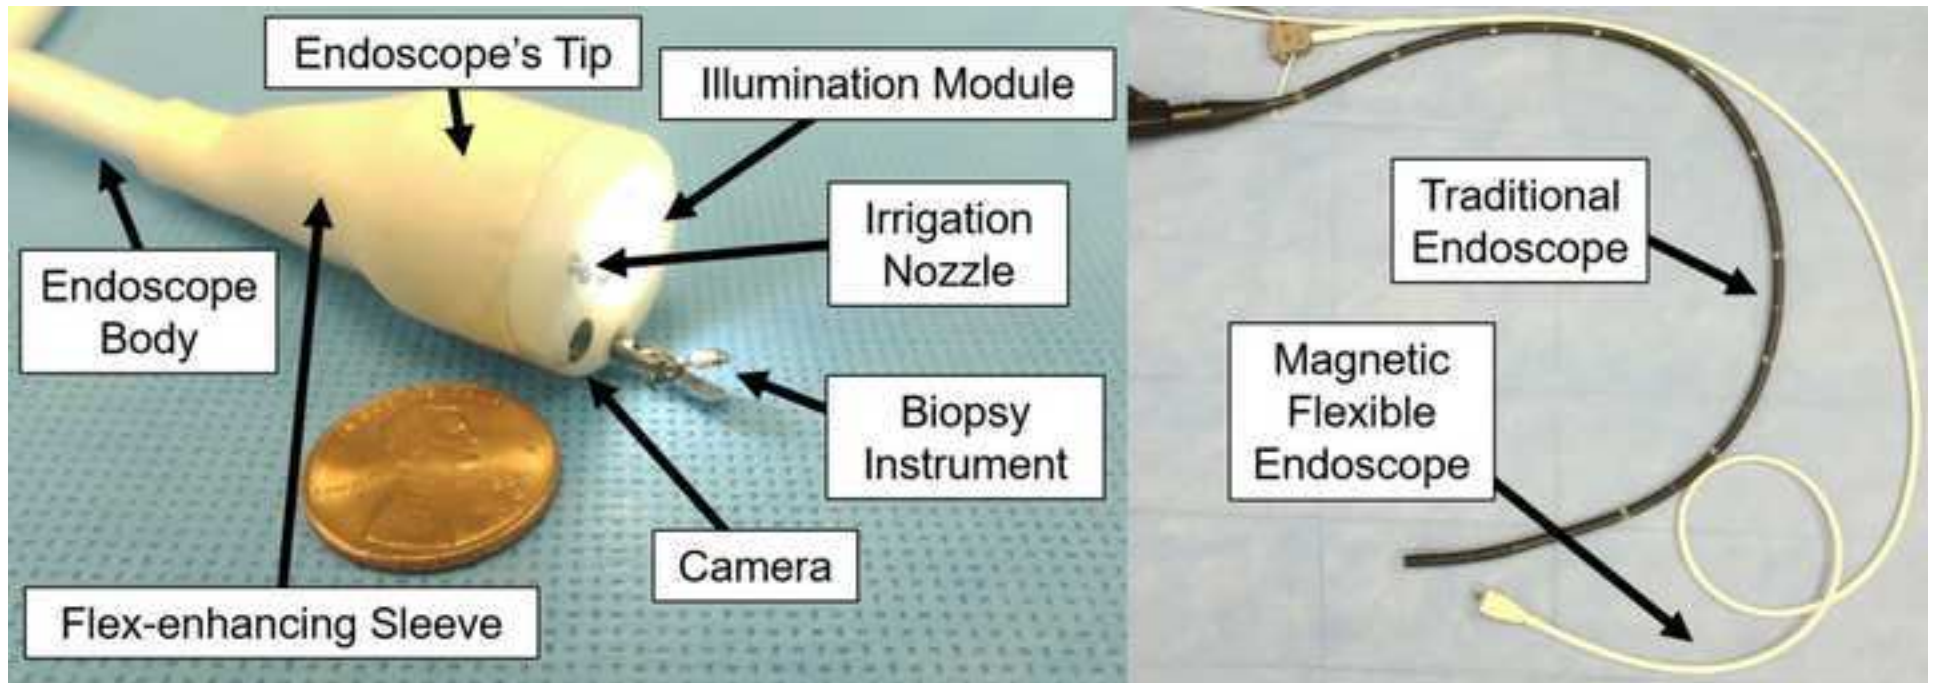 Endoscope's Tip
Illumination Module
Irrigation
Nozzle
Endoscope
Body
Biopsy
Instrument
Camera
Flex-enhancing Sleeve
Traditional
Endoscope
Magnetic
Flexible
Endoscope